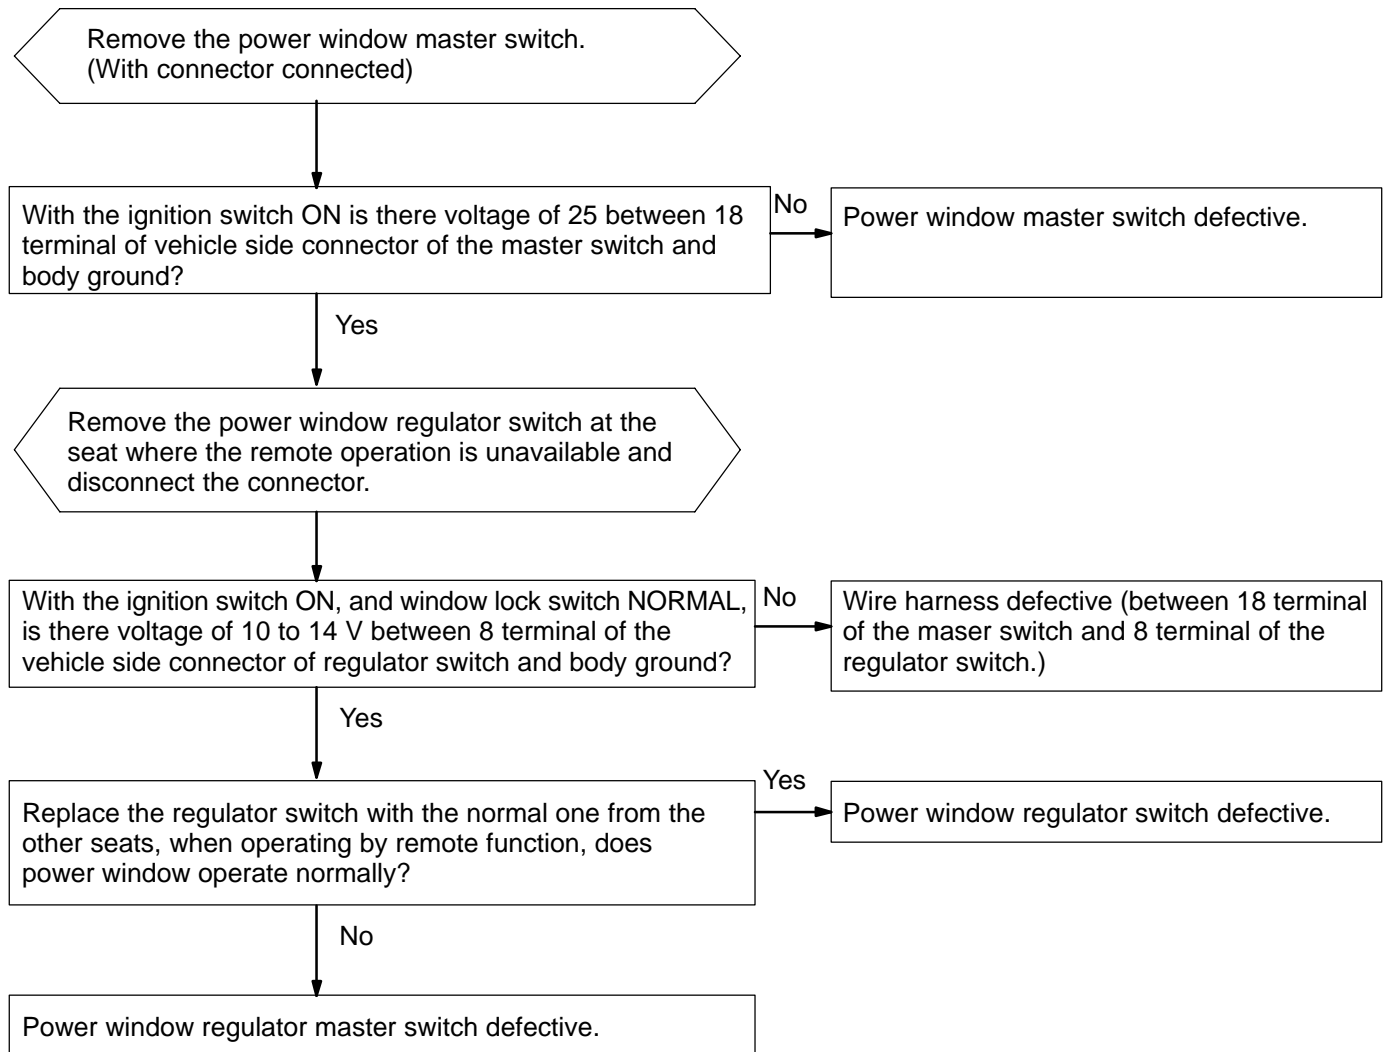 Remove the power window master switch.
(With connector connected)
With the ignition switch ON is there voltage of 25 between 18
terminal of vehicle side connector of the master switch and
body ground?
No
Power window master switch defective.
Yes
Remove the power window regulator switch at the
seat where the remote operation is unavailable and
disconnect the connector.
With the ignition switch ON, and window lock switch NORMAL,
is there voltage of 10 to 14 V between 8 terminal of the
vehicle side connector of regulator switch and body ground?
No
Wire harness defective (between 18 terminal
of the maser switch and 8 terminal of the
regulator switch.)
Yes
Replace the regulator switch with the normal one from the
other seats, when operating by remote function, does
power window operate normally?
Yes
Power window regulator switch defective.
No
Power window regulator master switch defective.